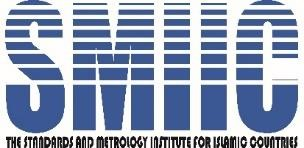 SMIIC
THE STANDARDS AND METROLOGY INSTITUTE FOR ISLAMIC COUNTRIES